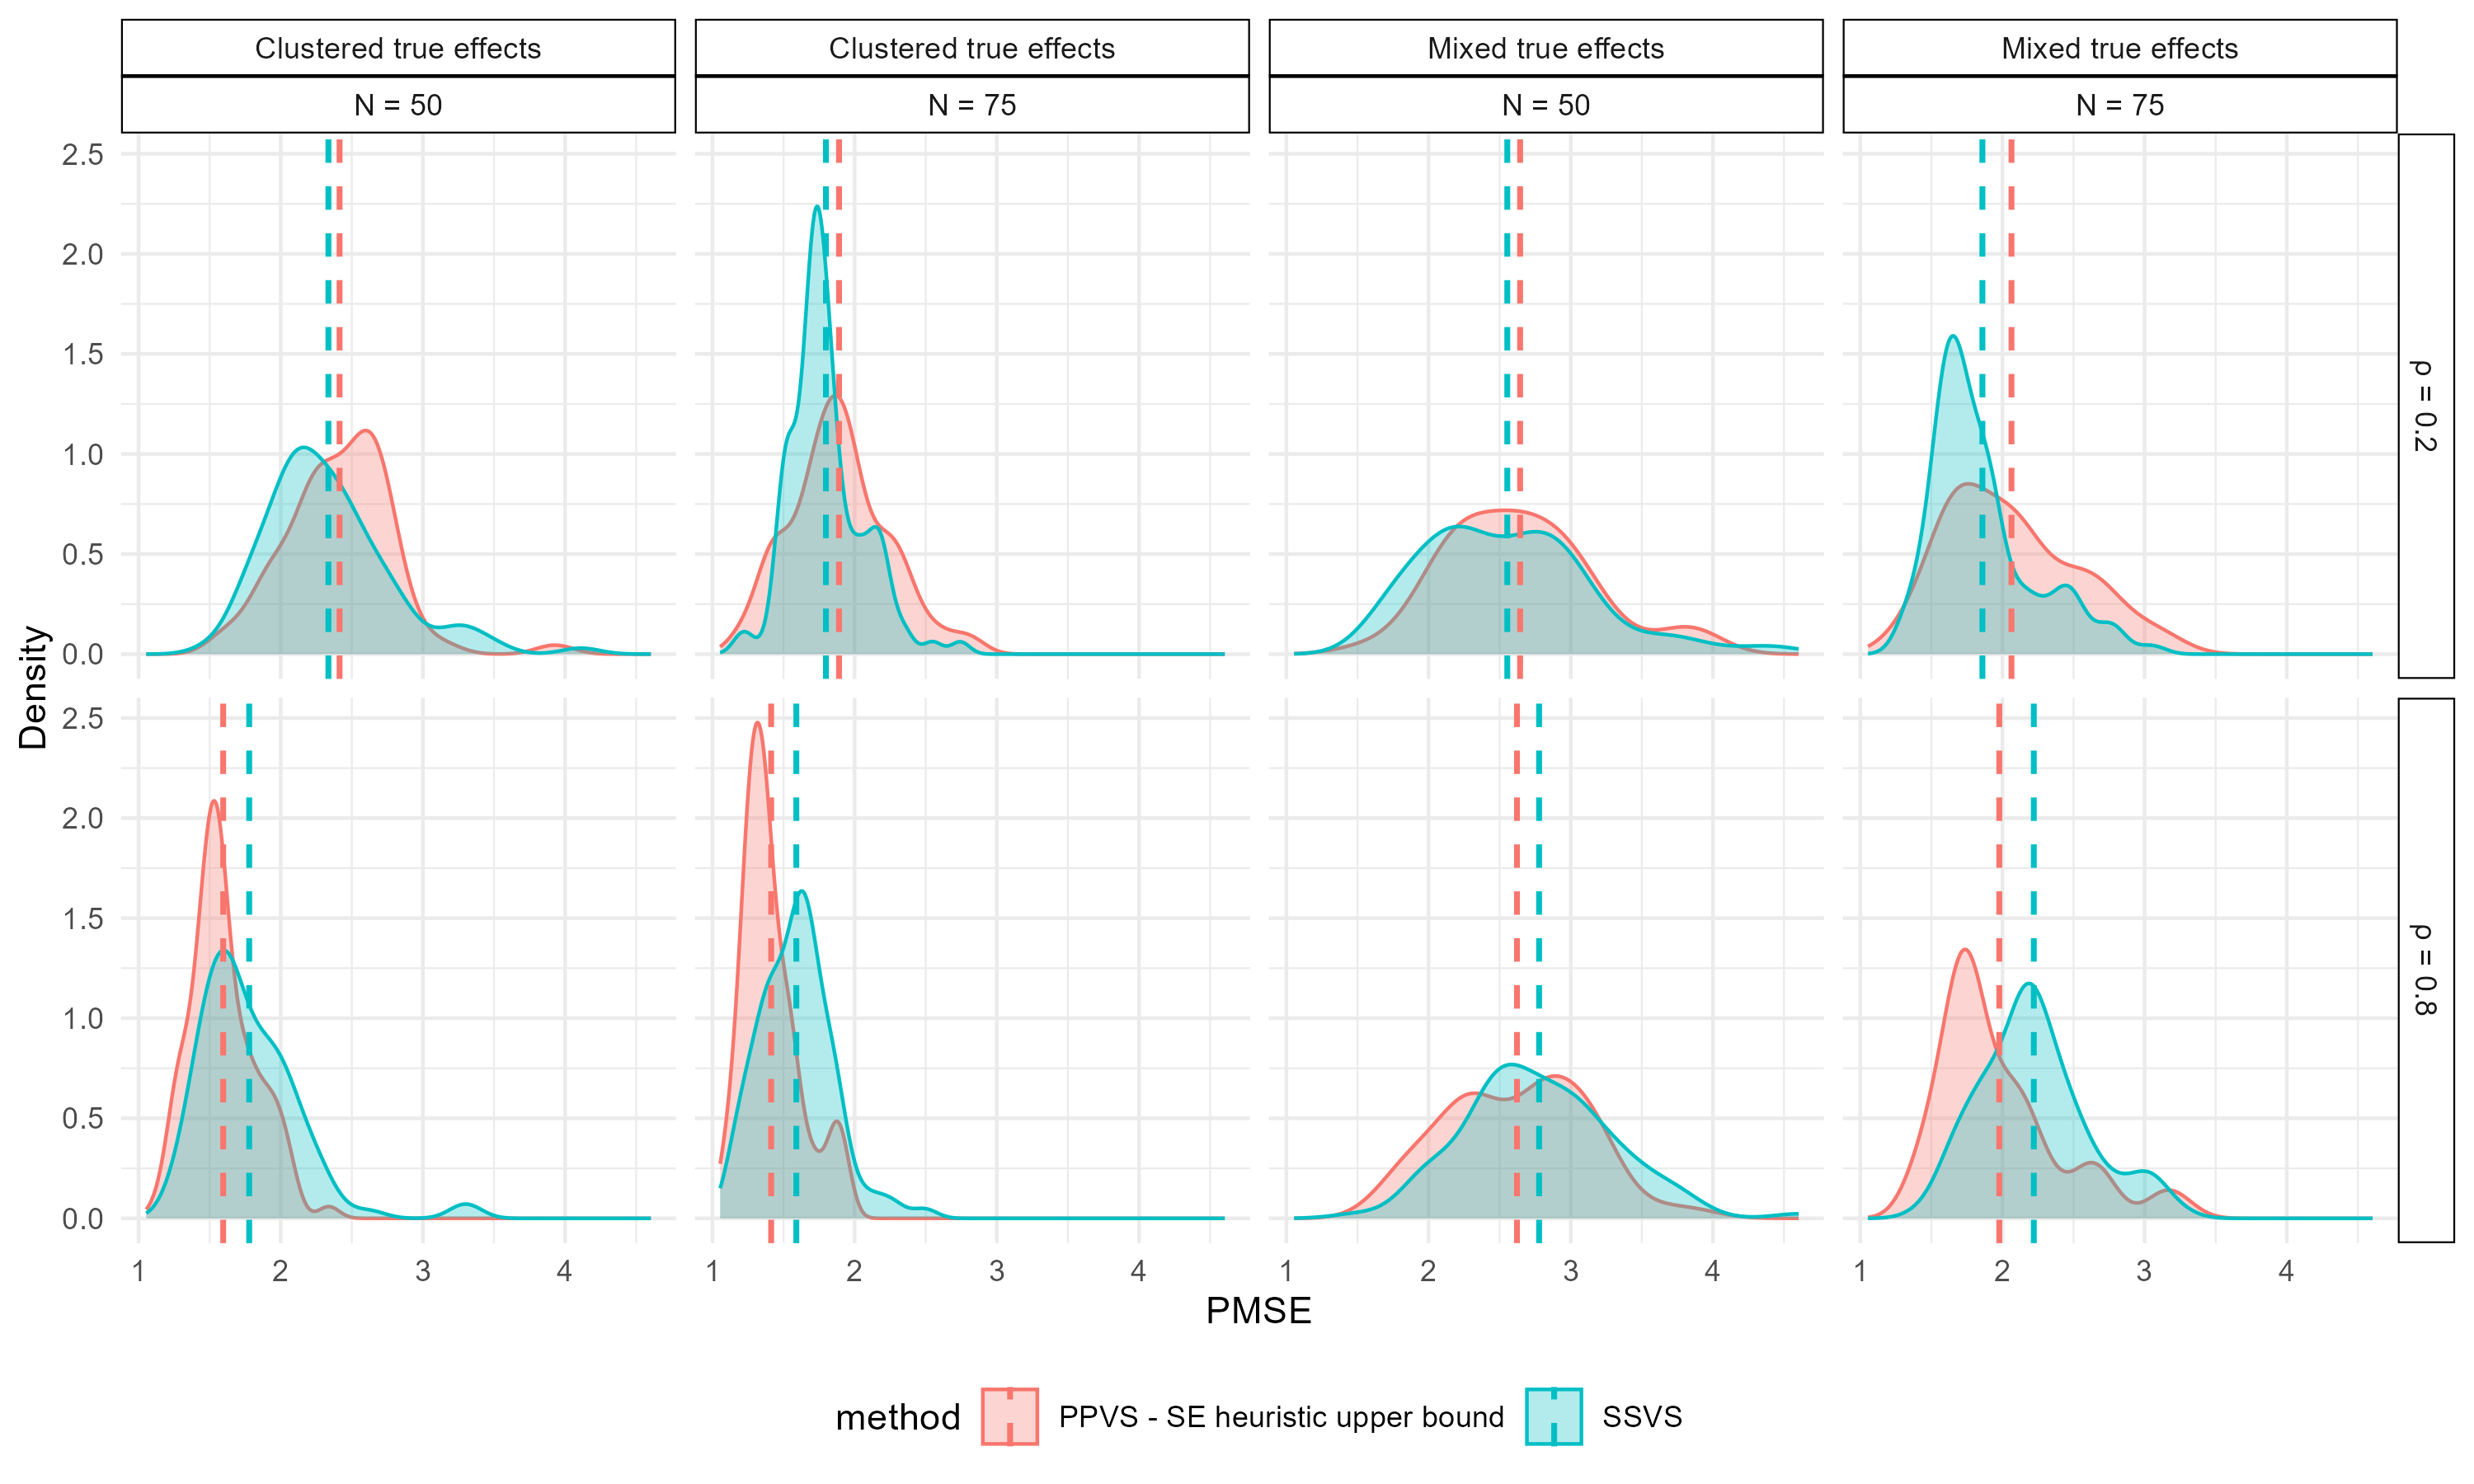 Clustered true effects
Clustered true effects
Mixed true effects
Mixed true effects
N = 50
N = 75
N = 50
N = 75
2.5
2.0
1.5
1.0
0.5
0.0
ρ = 0.2
Density
2.5
2.0
1.5
1.0
0.5
0.0
ρ = 0.8
1 2 3 4
1 2 3 4
1 2 3 4
1 2 3 4
PMSE
method PPVS - SE heuristic upper bound SSVS